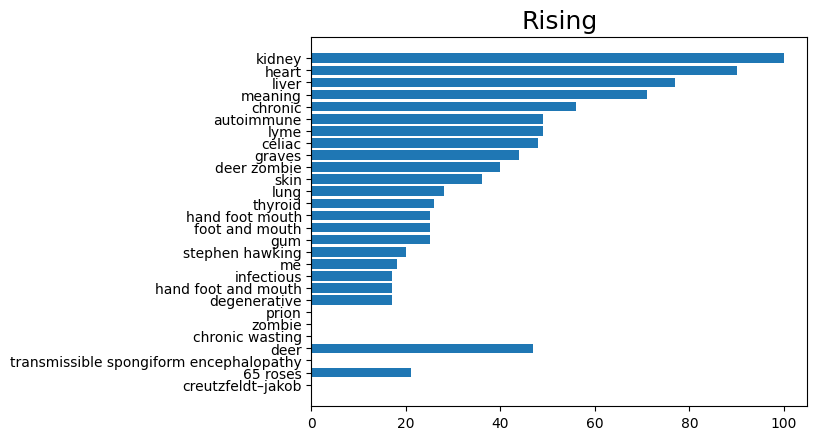 Rising
kidney
heart
liver
meaning
chronic
autoimmune
lyme
celiac
graves
deer zombie
skin
lung
thyroid
hand foot mouth
foot and mouth
gum
stephen hawking
me
infectious
hand foot and mouth
degenerative
prion
zombie
chronic wasting
deer
transmissible spongiform encephalopathy
65 roses
creutzfeldt–jakob
0 20 40 60 80 100